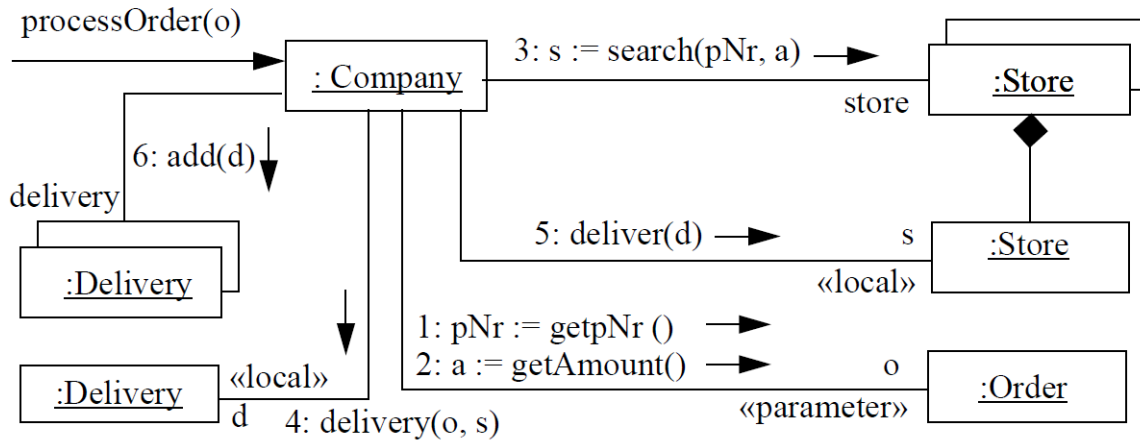 processOrder(o)
: Company
3: s := search(pNr, a)
store
:Store
6: add(d)
delivery
:Delivery
5: deliver(d)
s
«local»
:Store
1: pNr := getpNr ()
2: a := getAmount()
o
«parameter»
:Order
:Delivery
«local»
d
4: delivery(o, s)